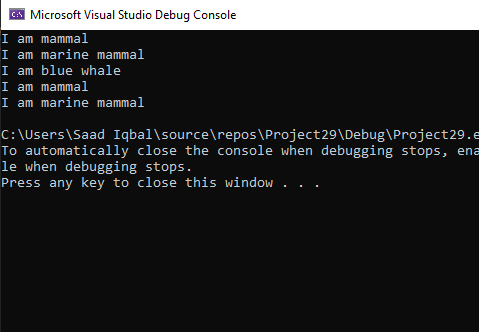 C:\ Microsoft Visual Studio Debug Console
I am mammal
I am marine mammal
I am blue whale
I am mammal
I am marine mammal
C:\Users\Saad Iqbal\source\repos\Project29\Debug\Project29.e
To automatically close the console when debugging stops, ena
le when debugging stops.
Press any key to close this window . . .